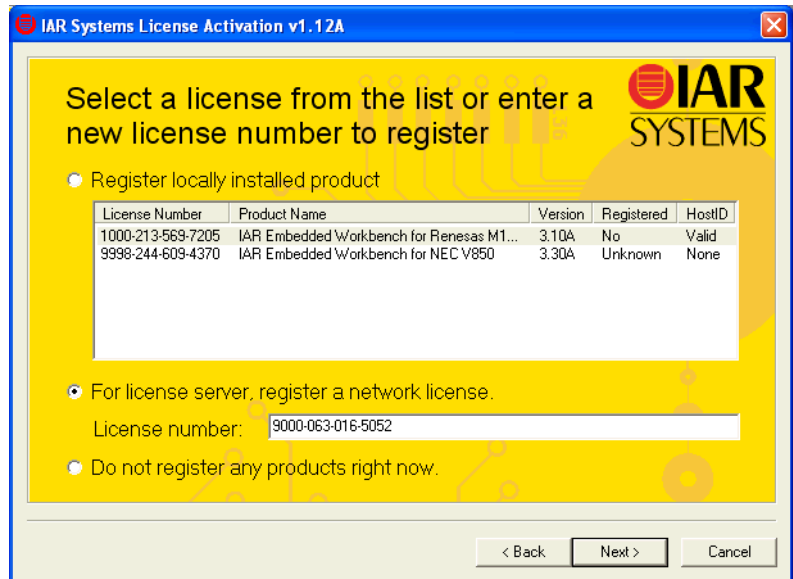 IAR Systems License Activation v1.12A
Select a license from the list or enter a
new license number to register
IAR
SYSTEMS
Register locally installed product
License Number Product Name Version Registered HostID
1000-213-569-7205 IAR Embedded Workbench for Renesas M1... 3.10A No Valid
9998-244-609-4370 IAR Embedded Workbench for NEC V850 3.30A Unknown None
For license server, register a network license.
License number: 9000-063-016-5052
Do not register any products right now.
< Back Next > Cancel